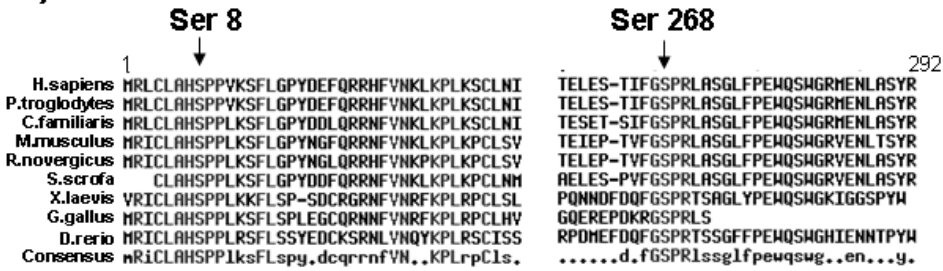 Ser 8 Ser 268
1 292
H.sapiens MRLCLAHSPPVKSFLGPYDEFQRRHFVNKLKPLKSCLNI TELES-TIFGSPRLASGLFPEWQSWGRMENLASYR
P.troglodytes MRLCLAHSPPVKSFLGPYDEFQRRHFVNKLKPLKSCLNI TELES-TIFGSPRLASGLFPEWQSWGRMENLASYR
C.familiaris MRLCLAHSPPLKSFLGPYDDLQRRNFVNKLKPLKSCLNI TESET-SIFGSPRLASGLFPEWQSWGRMENLASYR
M.musculus MRICLAHSPPLKSFLGPYNGFQRRNFVNKLKPLKPCLSV TEIEP-TVFGSPRLASGLFPEWQSWGRVENLTSYR
R.novergicus MRICLAHSPPLKSFLGPYNGLQRRNFVNKPKPLKPCLSV TELEP-TVFGSPRLASGLFPEWQSWGRVENLASYR
S.scrofa CLAHSPPLKSFLGPYDDFQRRNFVNKLKPLKPCLNM AELES-PVFGSPRLASGLFPEWQSWGRVENLASYR
X.laevis VRICLAHSPPLKKFLSP-SDCRGRNFVNRFKPLRPCLSL PQNNDFDQFGSPRTSAGLYPEWQSWGKIGGSPYW
G.gallus MRICLAHSPPLKSFLSPLEGCQRNNFVNRFKPLRPCLHV GQEREPDKRGSPRLS
D.rerio MRICLAHSPPLRSFLSSYEDCKSRNLVNQYKPLRSCISS RPDMEFDQFGSPRTSSGFFPEWQSWGHIENNTPYW
Consensus mRiCLAHSPPlksFLspy.dcqrrnfVN..KPLrpCls. ......d.fGSPRlssglfpewqswg..en...y.